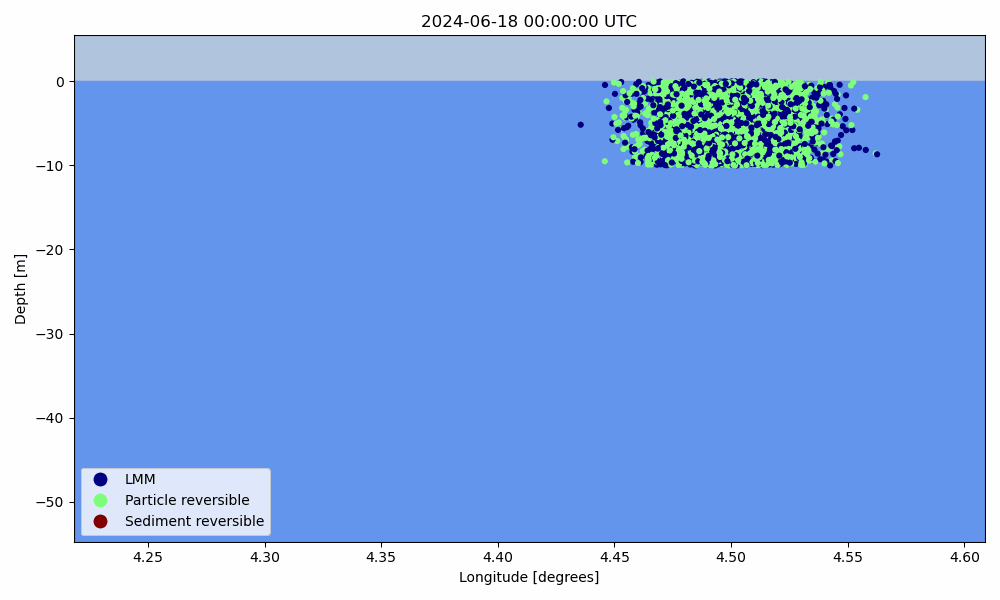 2024-06-18 00:00:00 UTC
0
−10
−20
−30
−40
−50
Depth [m]
LMM
Particle reversible
Sediment reversible
4.25 4.30 4.35 4.40 4.45 4.50 4.55 4.60
Longitude [degrees]